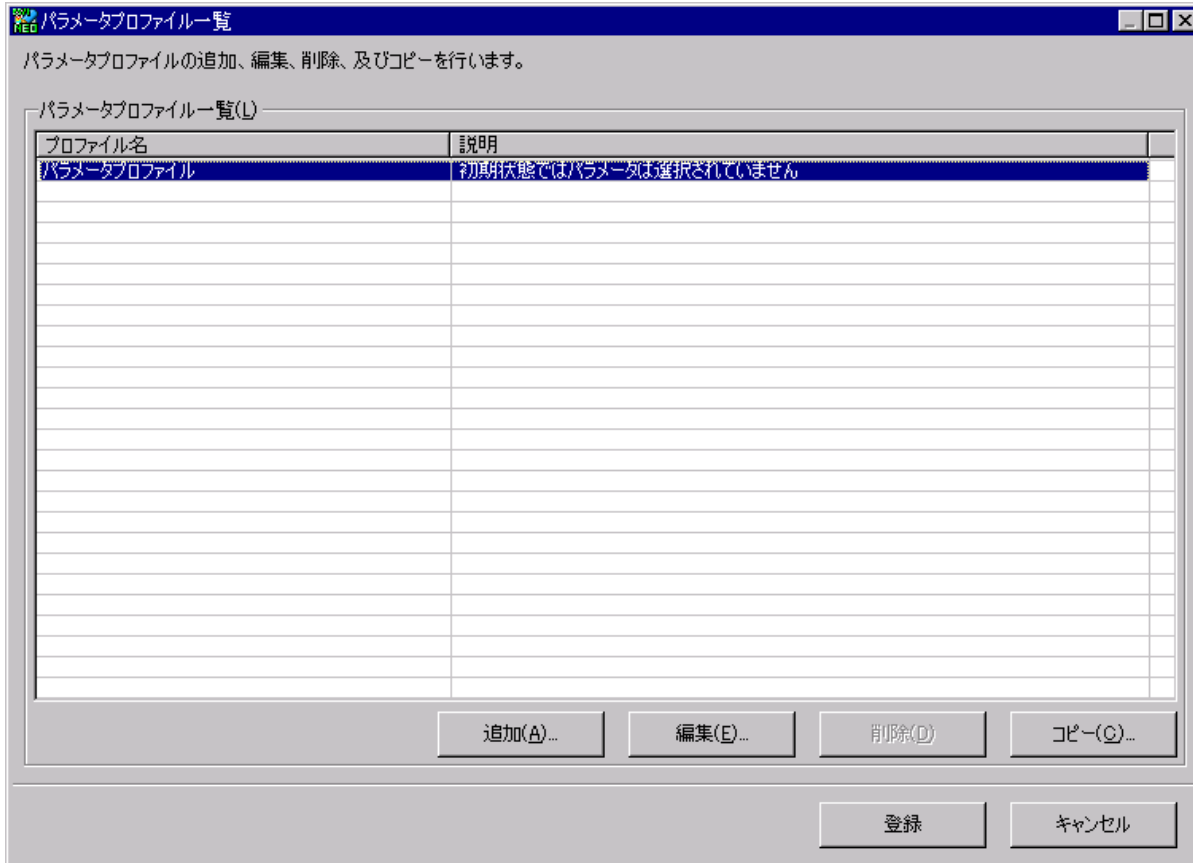 パラメータプロファイル一覧
パラメータプロファイルの追加、編集、削除、及びコピーを行います。
パラメータプロファイル一覧(L)
プロファイル名 説明
パラメータプロファイル 初期状態ではパラメータは選択されていません
追加(A)... 編集(E)... 削除(D) コピー(C)...
登録 キャンセル